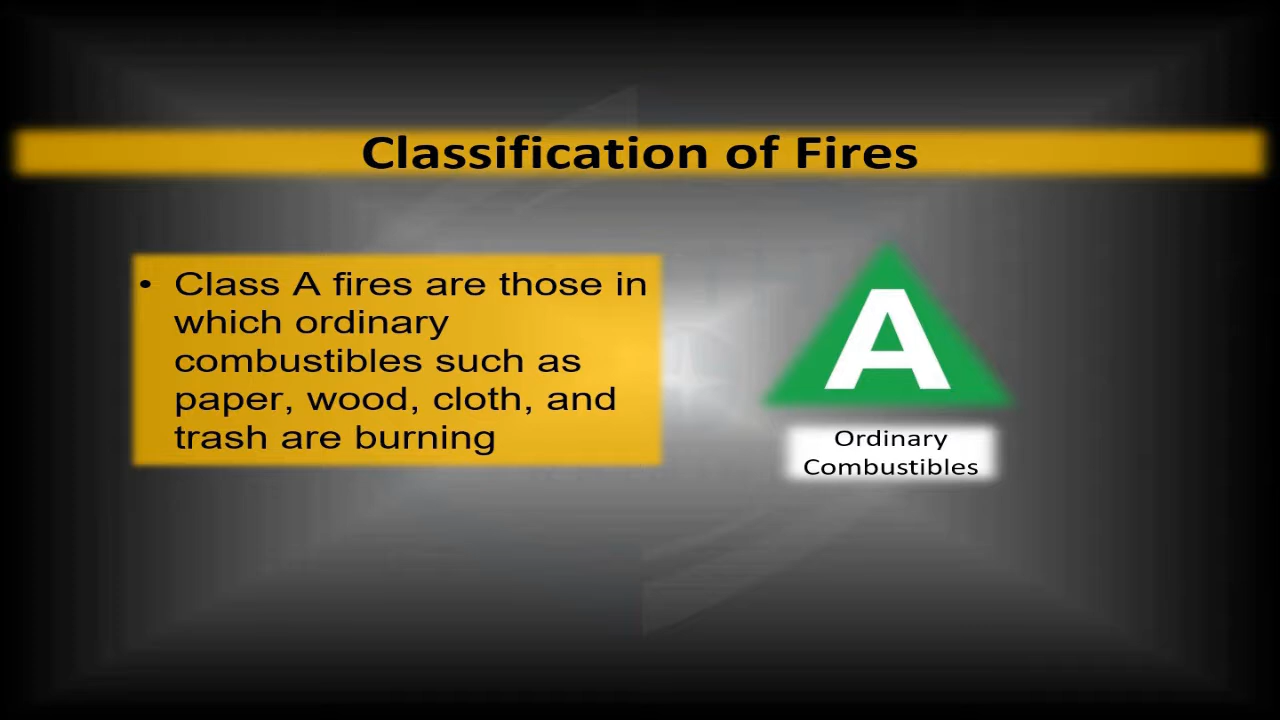 Classification of Fires
• Class A fires are those in
which ordinary
combustibles such as
paper, wood, cloth, and
trash are burning
A
Ordinary
Combustibles